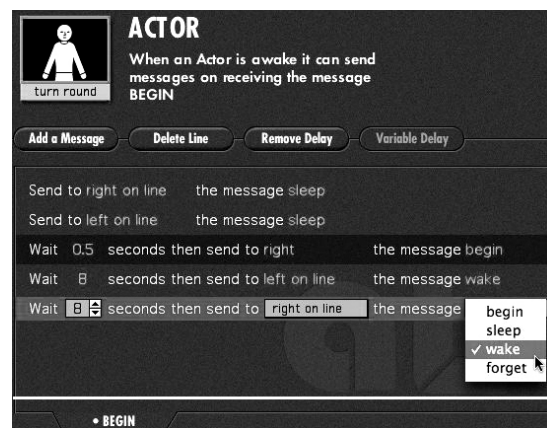 ACTOR
When an Actor is awake it can send
messages on receiving the message
BEGIN
turn round
Add a Message Delete Line Remove Delay Variable Delay
Send to right on line the message sleep
Send to left on line the message sleep
Wait 0.5 seconds then send to right the message begin
Wait 8 seconds then send to left on line the message wake
Wait 8 seconds then send to right on line the message
begin
sleep
✓ wake
forget
• BEGIN